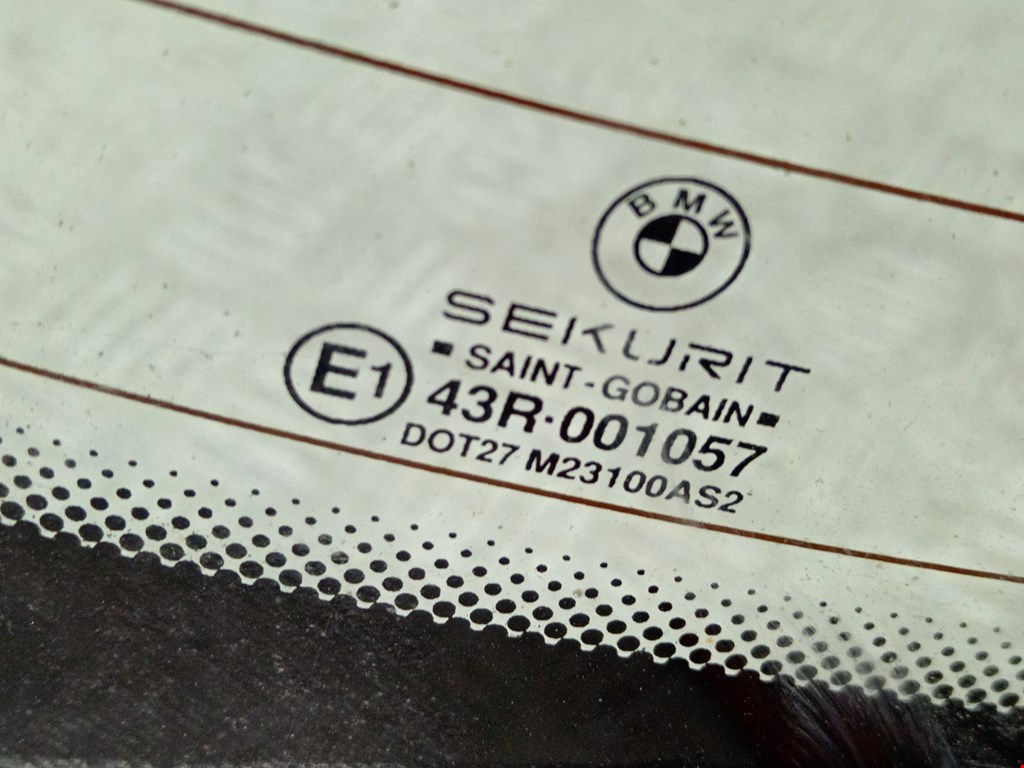 BMW
SEKURIT
SAINT-GOBAIN
E1
43R·001057
DOT27 M23100AS2